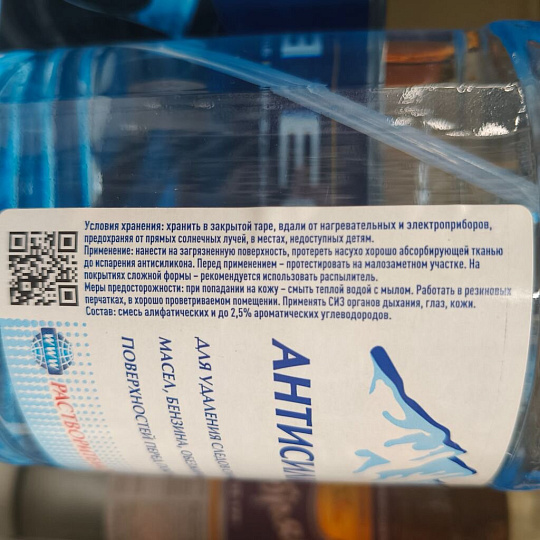 Условия хранения: хранить в закрытой таре, вдали от нагревательных и электроприборов,
предохраняя от прямых солнечных лучей, в местах, недоступных детям.
Применение: нанести на загрязненную поверхность, протереть насухо хорошо абсорбирующей тканью
до испарения антисиликона. Перед применением – протестировать на малозаметном участке. На
покрытиях сложной формы – рекомендуется использовать распылитель.
Меры предосторожности: при попадании на кожу – смыть теплой водой с мылом. Работать в резиновых
перчатках, в хорошо проветриваемом помещении. Применять СИЗ органов дыхания, глаз, кожи.
Состав: смесь алифатических и до 2,5% ароматических углеводородов.
АНТИСИ
ДЛЯ УДАЛЕНИЯ
МАСЕЛ, БЕНЗИНА,
ПОВЕРХНОСТЕЙ ПЕРЕД
WWW